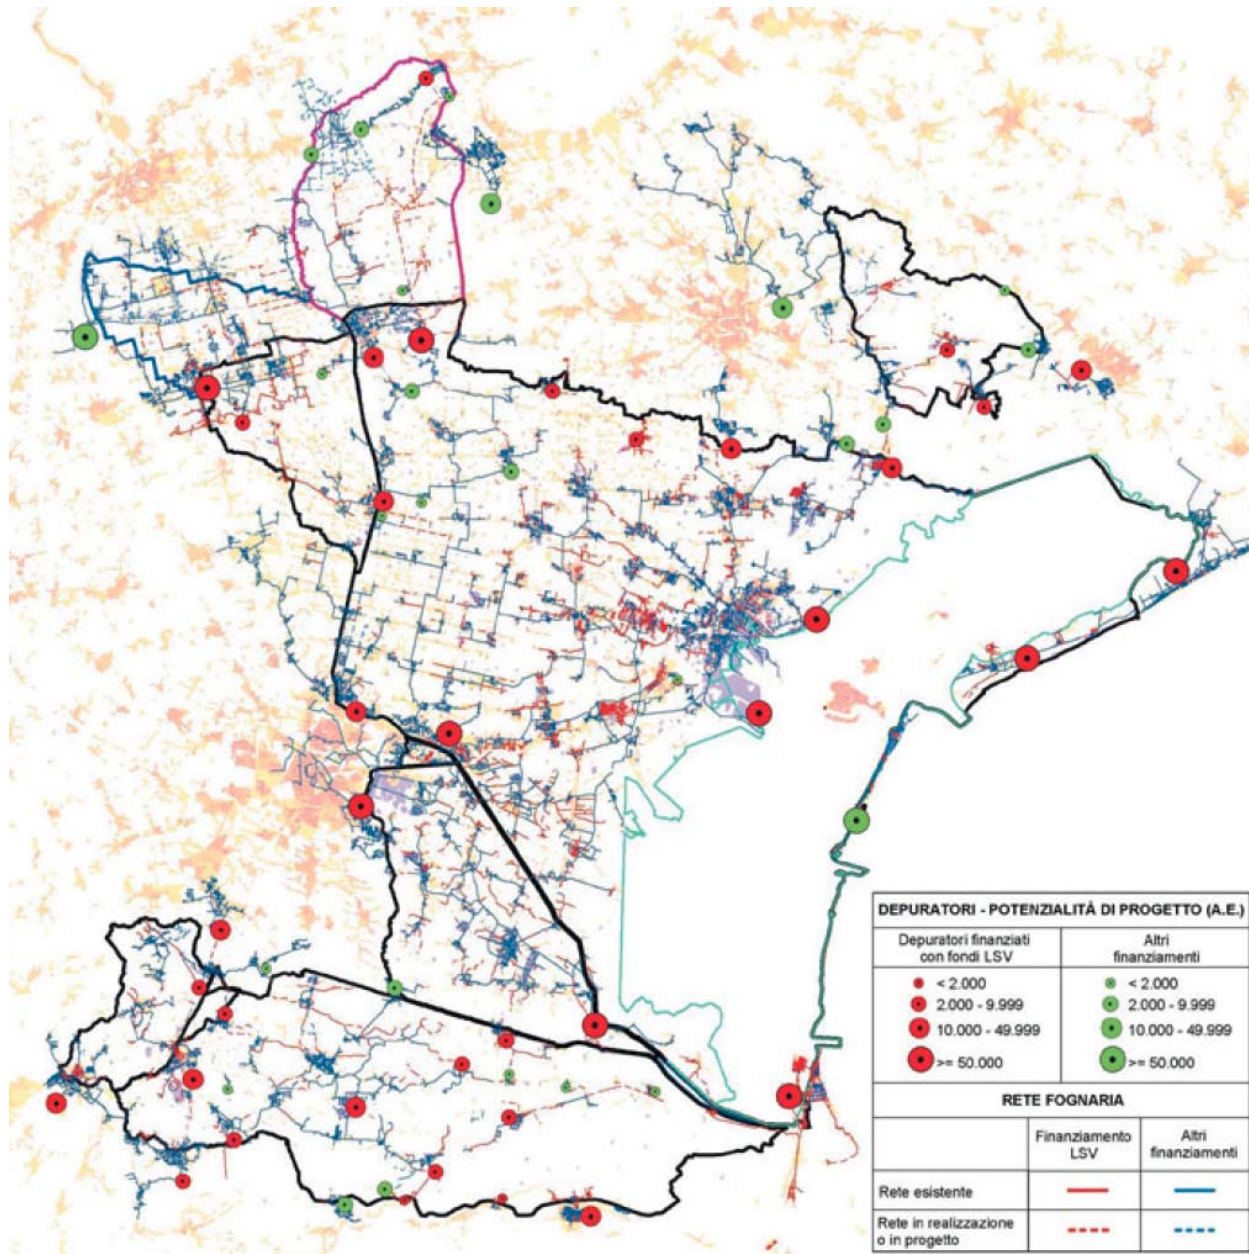 DEPURATORI - POTENZIALITÀ DI PROGETTO (A.E.)
Depuratori finanziati
con fondi LSV
Altri
finanziamenti
< 2.000
< 2.000
2.000 - 9.999
2.000 - 9.999
10.000 - 49.999
10.000 - 49.999
>= 50.000
>= 50.000
RETE FOGNARIA
Finanziamento
LSV
Altri
finanziamenti
Rete esistente
Rete in realizzazione
o in progetto